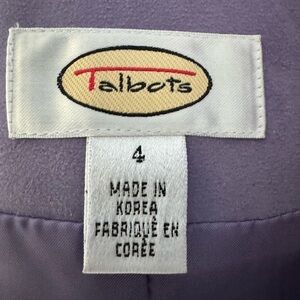 Talbots
4
MADE IN
KOREA
FABRIQUÉ EN
CORÉE